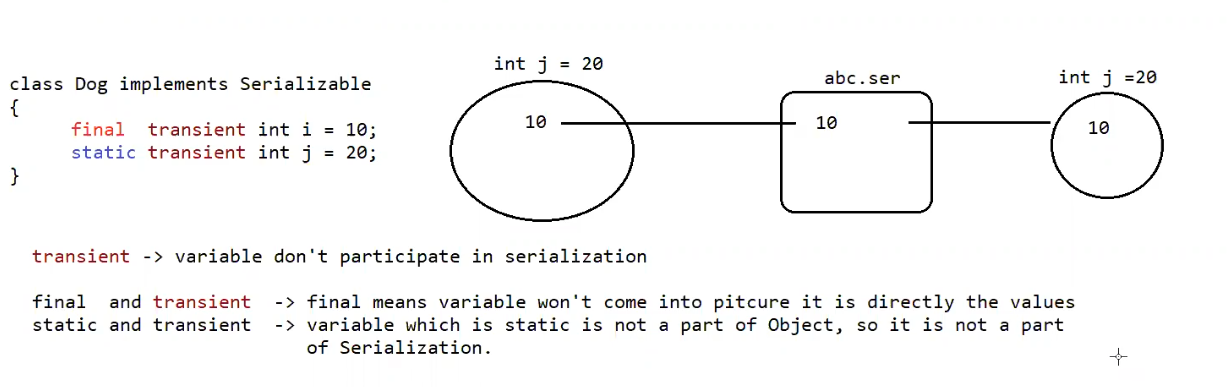 int j = 20
abc.ser
int j =20
class Dog implements Serializable
{
final transient int i = 10;
static transient int j = 20;
}
10
10
10
transient -> variable don't participate in serialization
final and transient -> final means variable won't come into pitcure it is directly the values
static and transient -> variable which is static is not a part of Object, so it is not a part
of Serialization.